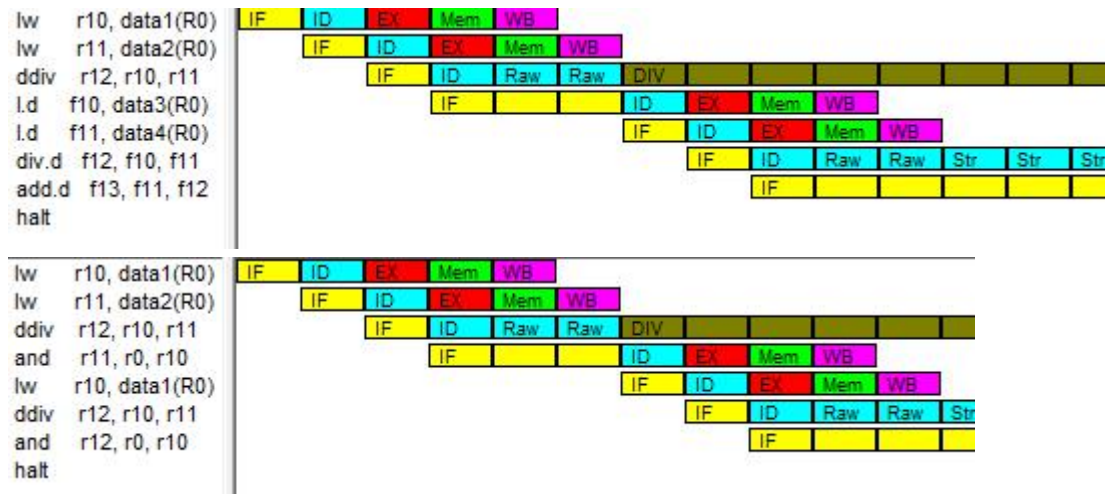 lw r10, data1(R0) IF ID EX Mem WB
lw r11, data2(R0) IF ID EX Mem WB
ddiv r12, r10, r11 IF ID Raw Raw DIV
l.d f10, data3(R0) IF ID EX Mem WB
l.d f11, data4(R0) IF ID EX Mem WB
div.d f12, f10, f11 IF ID Raw Raw Str Str Str
add.d f13, f11, f12 IF
halt
lw r10, data1(R0) IF ID EX Mem WB
lw r11, data2(R0) IF ID EX Mem WB
ddiv r12, r10, r11 IF ID Raw Raw DIV
and r11, r0, r10 IF ID EX Mem WB
lw r10, data1(R0) IF ID EX Mem WB
ddiv r12, r10, r11 IF ID Raw Raw Str
and r12, r0, r10 IF
halt